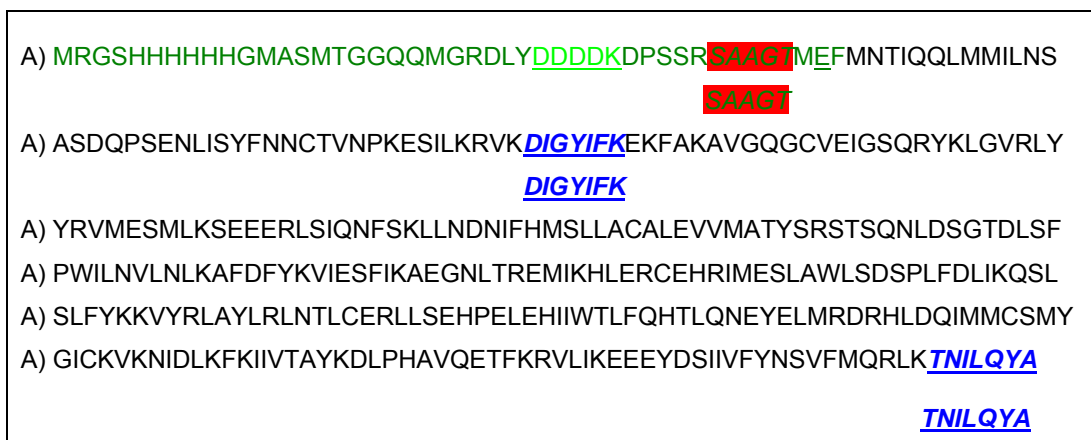 A) MRGSHHHHHHGMASMTGGQQMGRDLYDDDDKDPSSRSAAGTMEFMNTIQQLMMILNS
SAAGT
A) ASDQPSENLISYFNNCTVNPKESILKRVKDIGYIFKEKFAKAVGQGCVEIGSQRYKLGVRLY
DIGYIFK
A) YRVMESMLKSEEERLSIQNFSKLLNDNIFHMSLLACALEVVMATYSRSTSQNLDSGTDLSF
A) PWILNVLNLKAFDFYKVIESFIKAEGNLTREMIKHLERCEHRIMESLAWLSDSPLFDLIKQSL
A) SLFYKKVYRLAYLRLNTLCERLLSEHPELEHIIWTLFQHTLQNEYELMRDRHLDQIMMCSMY
A) GICKVKNIDLKFKIIVTAYKDLPHAVQETFKRVLIKEEEYDSIIVFYNSVFMQRLKTNILQYA
TNILQYA